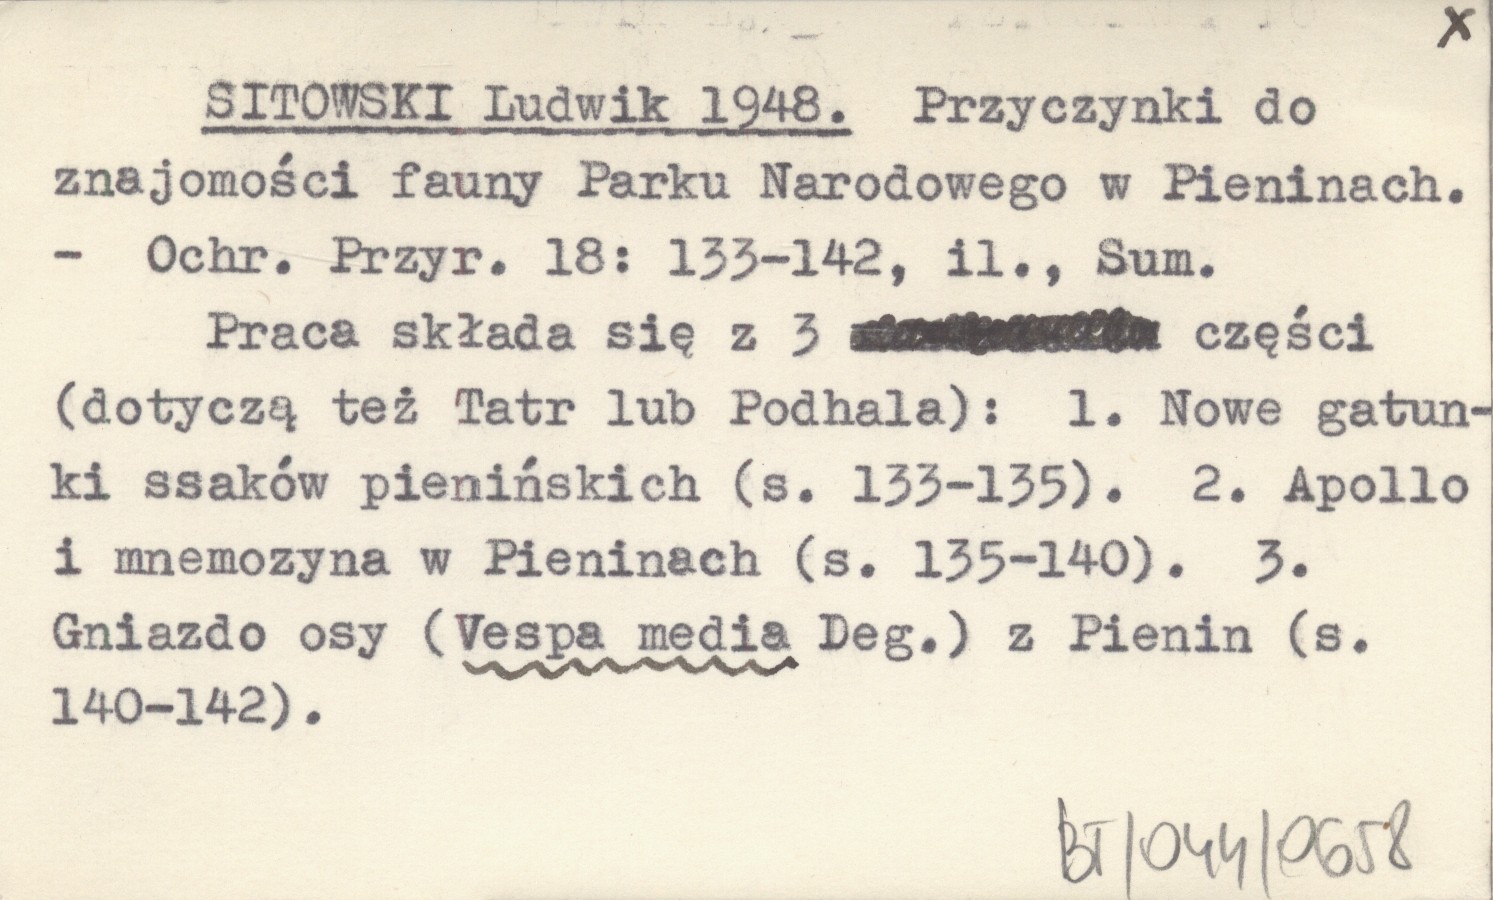 x
SITOWSKI Ludwik 1948. Przyczynki do
znajomości fauny Parku Narodowego w Pieninach.
- Ochr. Przyr. 18: 133-142, il., Sum.
Praca składa się z 3 części
(dotyczą też Tatr lub Podhala): 1. Nowe gatun-
ki ssaków pienińskich (s. 133-135). 2. Apollo
i mnemozyna w Pieninach (s. 135-140). 3.
Gniazdo osy (Vespa media Deg.) z Pienin (s.
140-142).
BT/044/0658